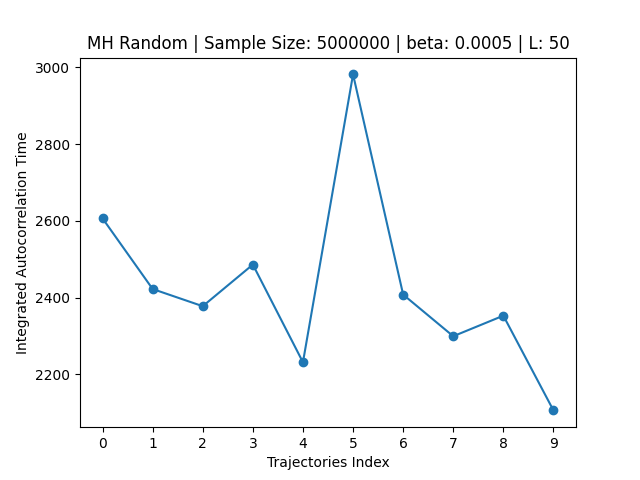 MH Random | Sample Size: 5000000 | beta: 0.0005 | L: 50
3000
2800
2600
2400
2200
Integrated Autocorrelation Time
0 1 2 3 4 5 6 7 8 9
Trajectories Index